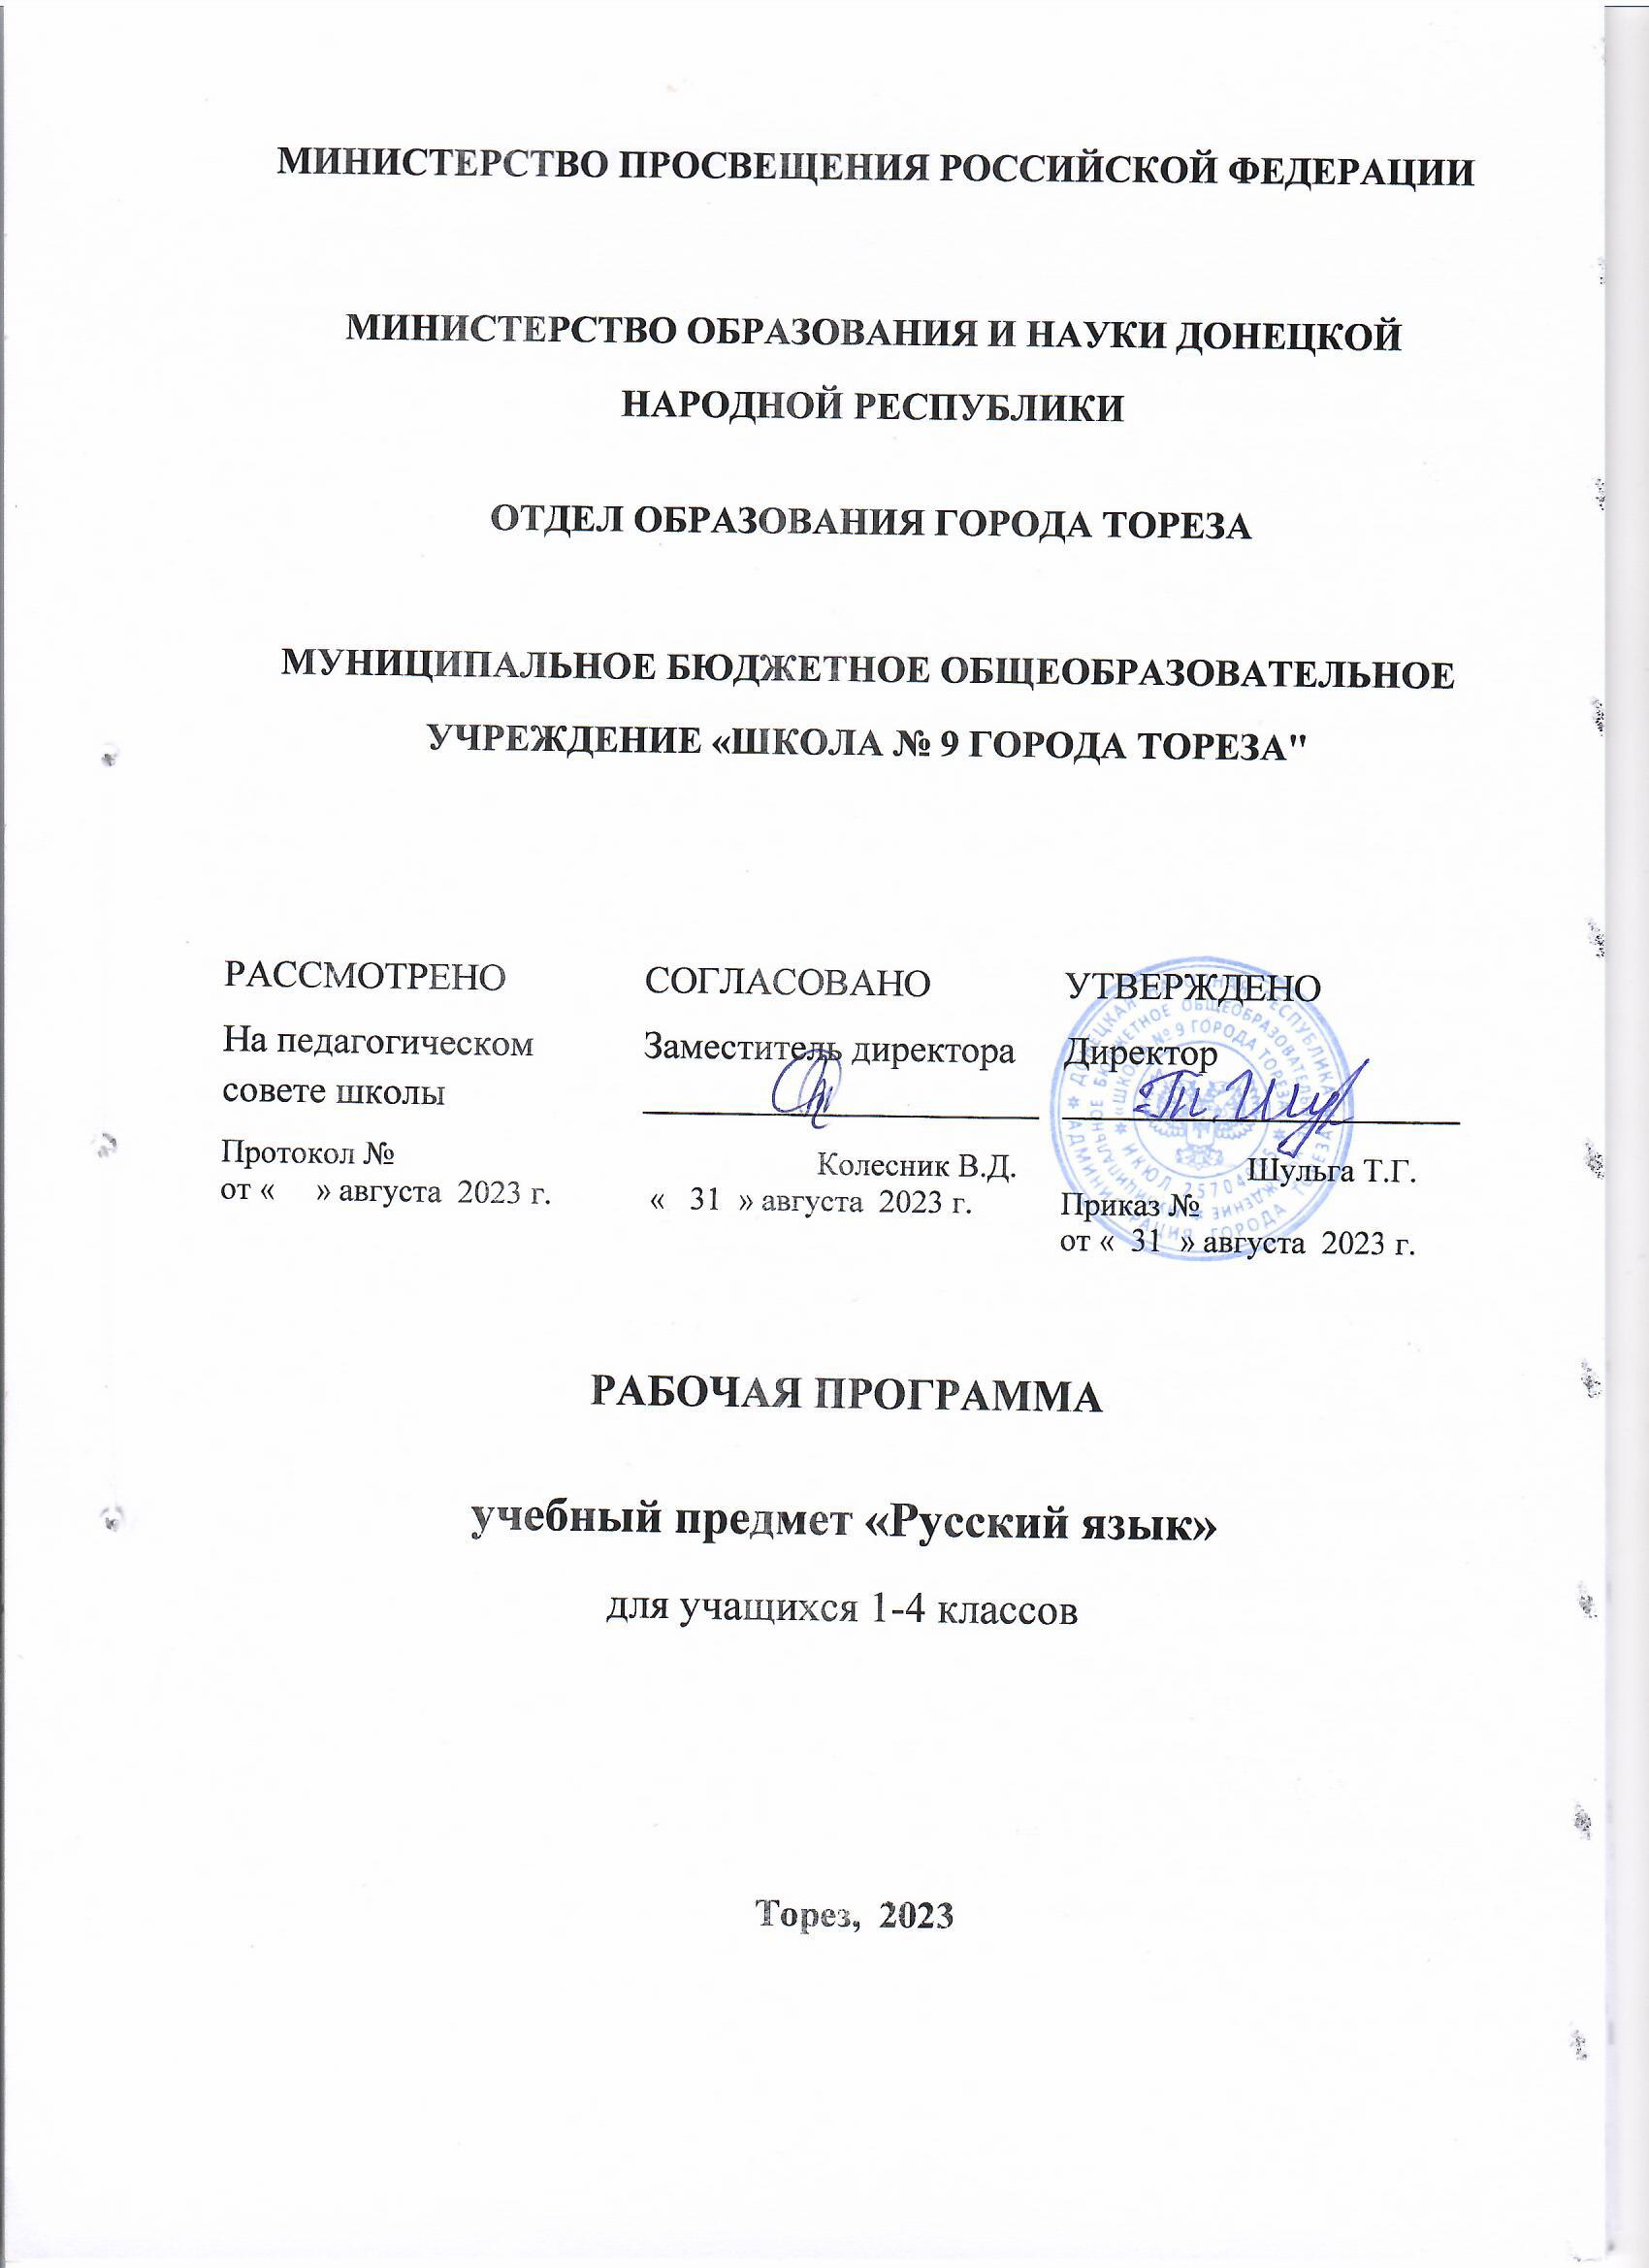 МИНИСТЕРСТВО ПРОСВЕЩЕНИЯ РОССИЙСКОЙ ФЕДЕРАЦИИ
МИНИСТЕРСТВО ОБРАЗОВАНИЯ И НАУКИ ДОНЕЦКОЙ
НАРОДНОЙ РЕСПУБЛИКИ
ОТДЕЛ ОБРАЗОВАНИЯ ГОРОДА ТОРЕЗА
МУНИЦИПАЛЬНОЕ БЮДЖЕТНОЕ ОБЩЕОБРАЗОВАТЕЛЬНОЕ
УЧРЕЖДЕНИЕ «ШКОЛА № 9 ГОРОДА ТОРЕЗА"
РАССМОТРЕНО
На педагогическом
совете школы
Протокол №
от « » августа 2023 г.
СОГЛАСОВАНО
Заместитель директора
Колесник В.Д.
« 31 » августа 2023 г.
УТВЕРЖДЕНО
Директор
Шульга Т.Г.
Приказ №
от « 31 » августа 2023 г.
РАБОЧАЯ ПРОГРАММА
учебный предмет «Русский язык»
для учащихся 1-4 классов
Торез, 2023